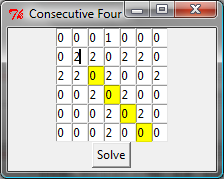 Consecutive Four
0 0 0 1 0 0 0
0 2 2 0 2 2 0
2 2 0 2 0 0 2
0 0 2 0 2 0 0
0 0 0 2 0 2 0
0 0 2 0 2 0 0
Solve